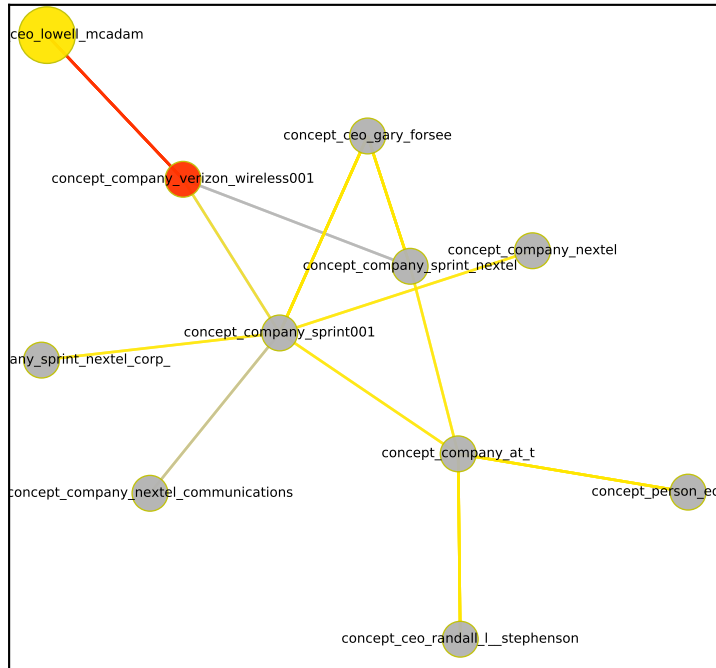 ceo_lowell_mcadam
concept_ceo_gary_forsee
concept_company_verizon_wireless001
concept_company_nextel
concept_company_sprint_nextel
concept_company_sprint001
any_sprint_nextel_corp_
concept_company_at_t
concept_company_nextel_communications
concept_person_ed
concept_ceo_randall_l__stephenson